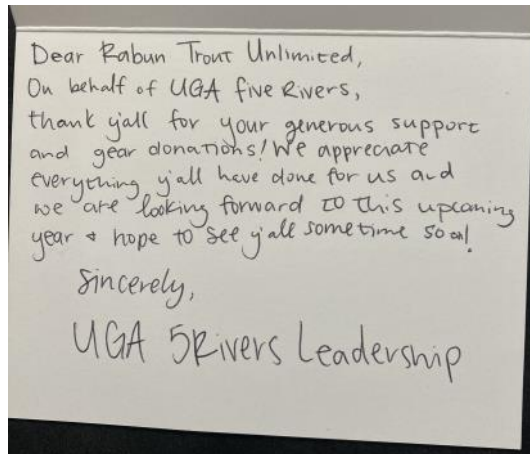 Dear Rabun Trout Unlimited,
On behalf of UGA five Rivers,
thank y'all for your generous support
and gear donations! We appreciate
everything y'all have done for us and
we are looking forward to this upcoming
year + hope to see y'all sometime soon!
Sincerely,
UGA 5Rivers Leadership